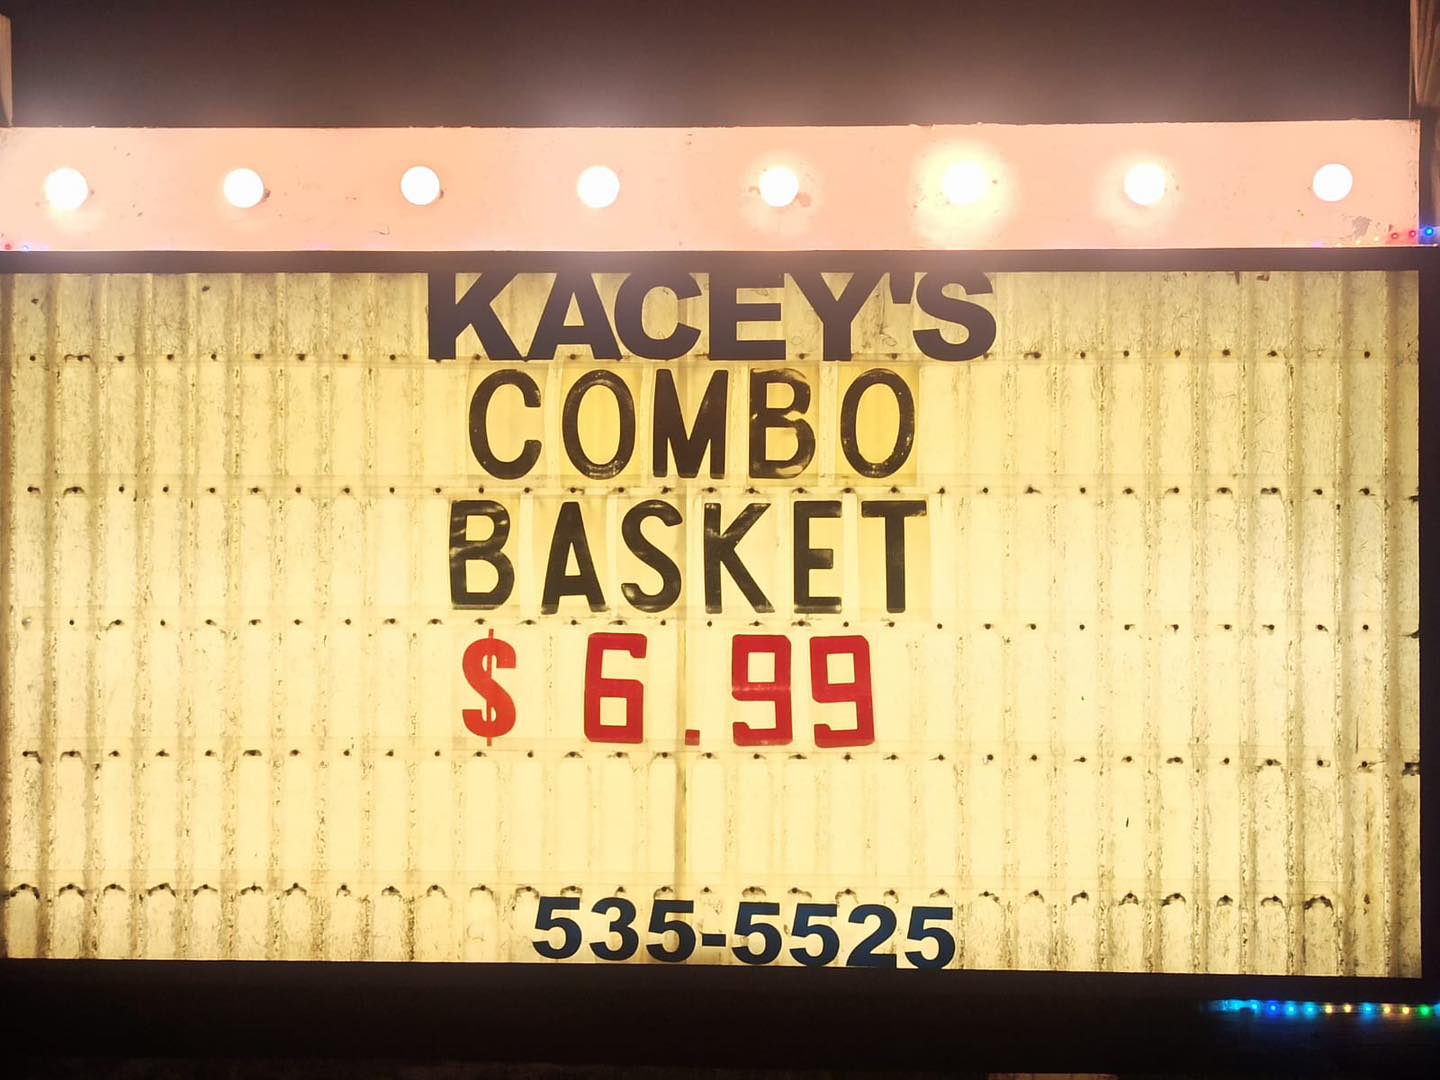 KACEY'S
COMBO
BASKET
$ 6.99
535-5525